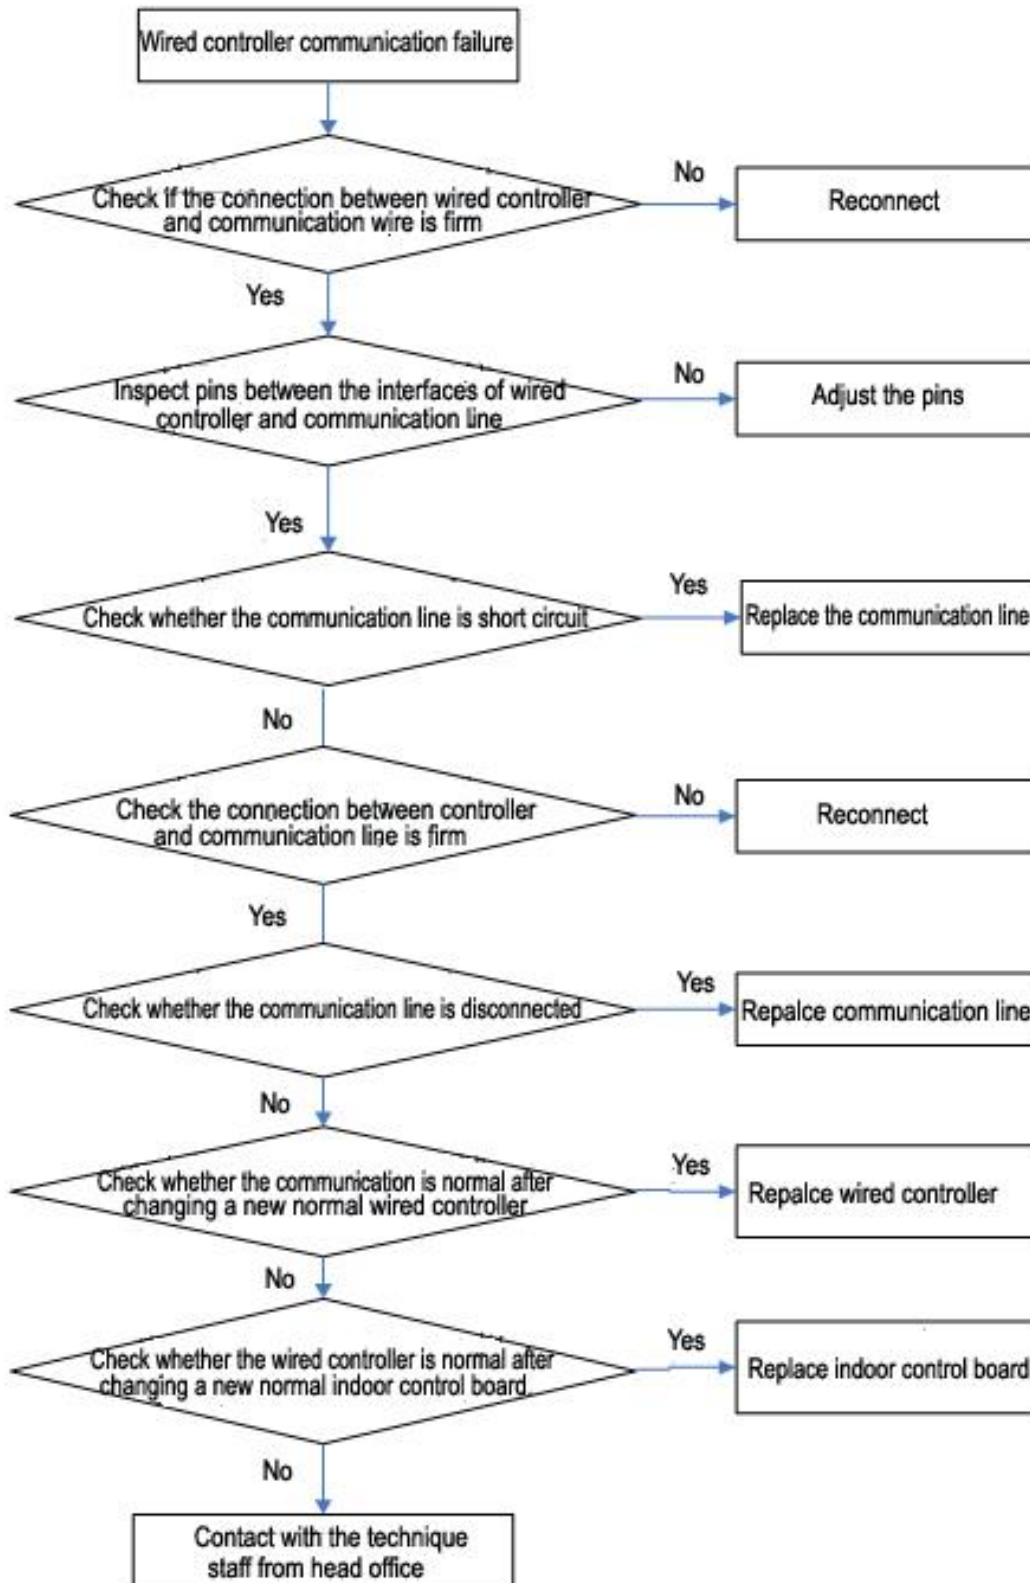 Wired controller communication failure
Check if the connection between wired controller
and communication wire is firm
No
Reconnect
Yes
Inspect pins between the interfaces of wired
controller and communication line
No
Adjust the pins
Yes
Check whether the communication line is short circuit
Yes
Replace the communication line
No
Check the connection between controller
and communication line is firm
No
Reconnect
Yes
Check whether the communication line is disconnected
Yes
Repalce communication line
No
Check whether the communication is normal after
changing a new normal wired controller
Yes
Repalce wired controller
No
Check whether the wired controller is normal after
changing a new normal indoor control board
Yes
Replace indoor control board
No
Contact with the technique
staff from head office